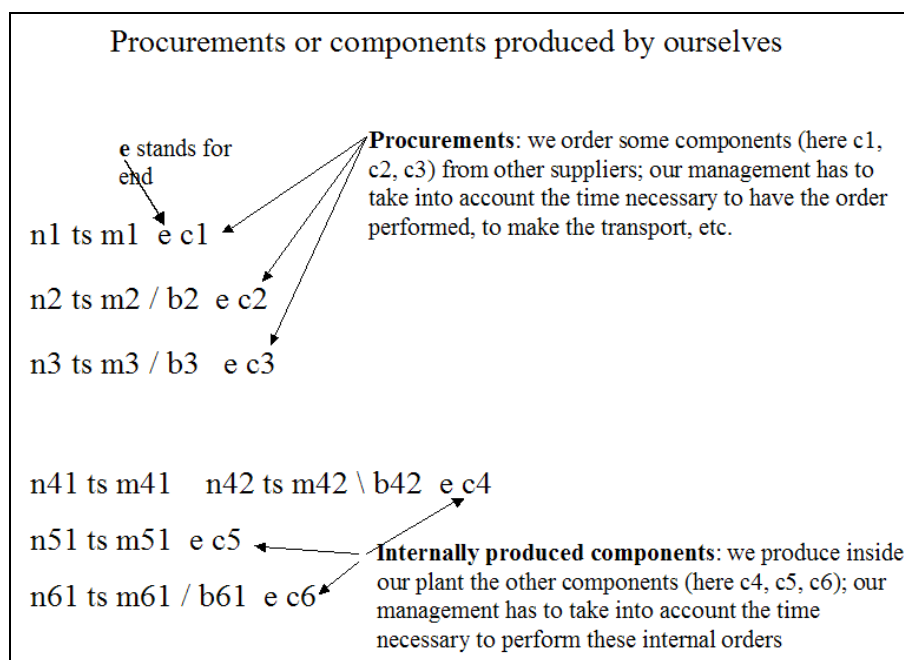 Procurements or components produced by ourselves
e stands for
end
Procurements: we order some components (here c1,
c2, c3) from other suppliers; our management has to
take into account the time necessary to have the order
performed, to make the transport, etc.
n1 ts m1 e c1
n2 ts m2 / b2 e c2
n3 ts m3 / b3 e c3
n41 ts m41 n42 ts m42 \ b42 e c4
n51 ts m51 e c5
n61 ts m61 / b61 e c6
Internally produced components: we produce inside
our plant the other components (here c4, c5, c6); our
management has to take into account the time
necessary to perform these internal orders